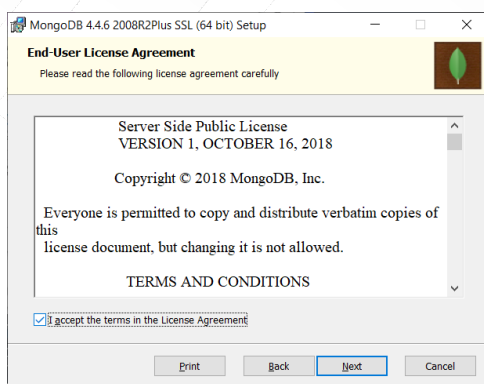 MongoDB 4.4.6 2008R2Plus SSL (64 bit) Setup
End-User License Agreement
Please read the following license agreement carefully
Server Side Public License
VERSION 1, OCTOBER 16, 2018
Copyright © 2018 MongoDB, Inc.
Everyone is permitted to copy and distribute verbatim copies of
this
license document, but changing it is not allowed.
TERMS AND CONDITIONS
I accept the terms in the License Agreement
Print Back Next Cancel